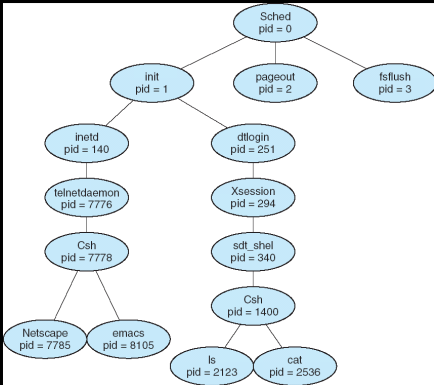 Sched
pid = 0
init
pid = 1
pageout
pid = 2
fsflush
pid = 3
inetd
pid = 140
dtlogin
pid = 251
telnetdaemon
pid = 7776
Xsession
pid = 294
Csh
pid = 7778
sdt_shel
pid = 340
Csh
pid = 1400
Netscape
pid = 7785
emacs
pid = 8105
ls
pid = 2123
cat
pid = 2536